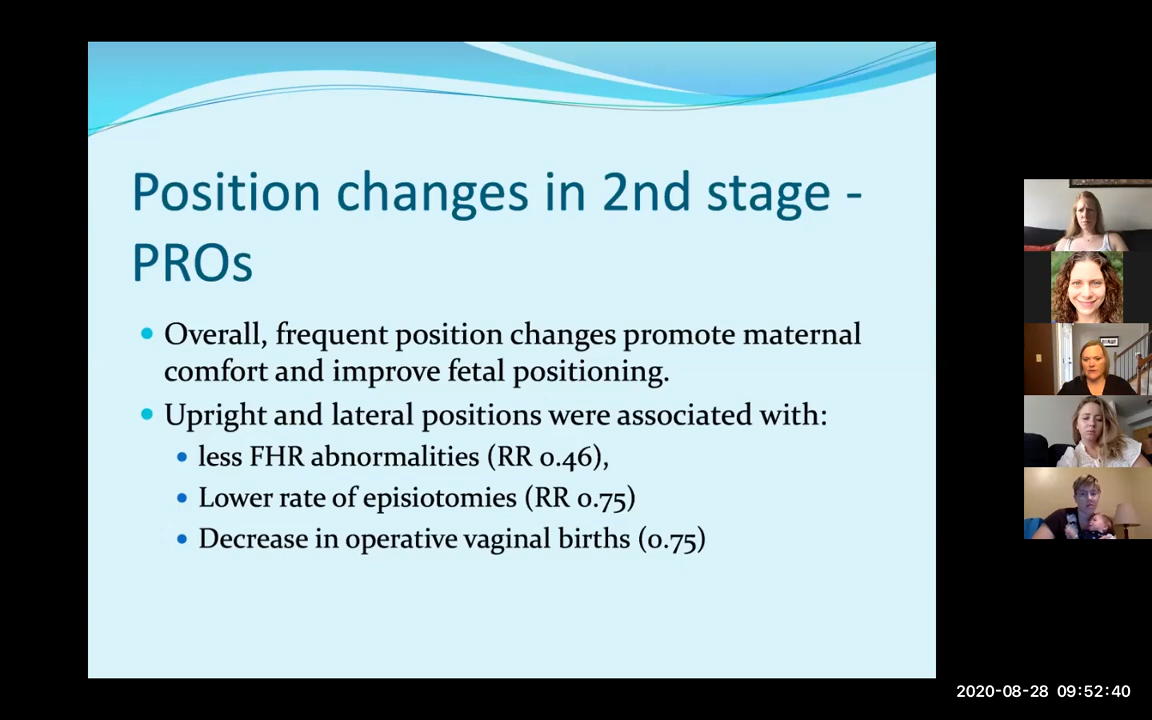 Position changes in 2nd stage -
PROs
Overall, frequent position changes promote maternal
comfort and improve fetal positioning.
Upright and lateral positions were associated with:
less FHR abnormalities (RR 0.46),
Lower rate of episiotomies (RR 0.75)
Decrease in operative vaginal births (0.75)
2020-08-28 09:52:40